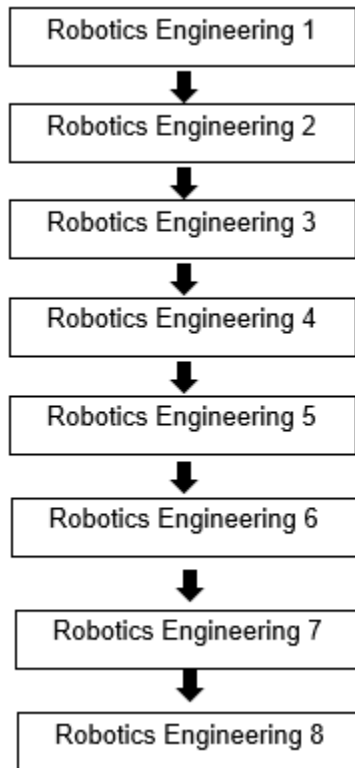 Robotics Engineering 1
Robotics Engineering 2
Robotics Engineering 3
Robotics Engineering 4
Robotics Engineering 5
Robotics Engineering 6
Robotics Engineering 7
Robotics Engineering 8